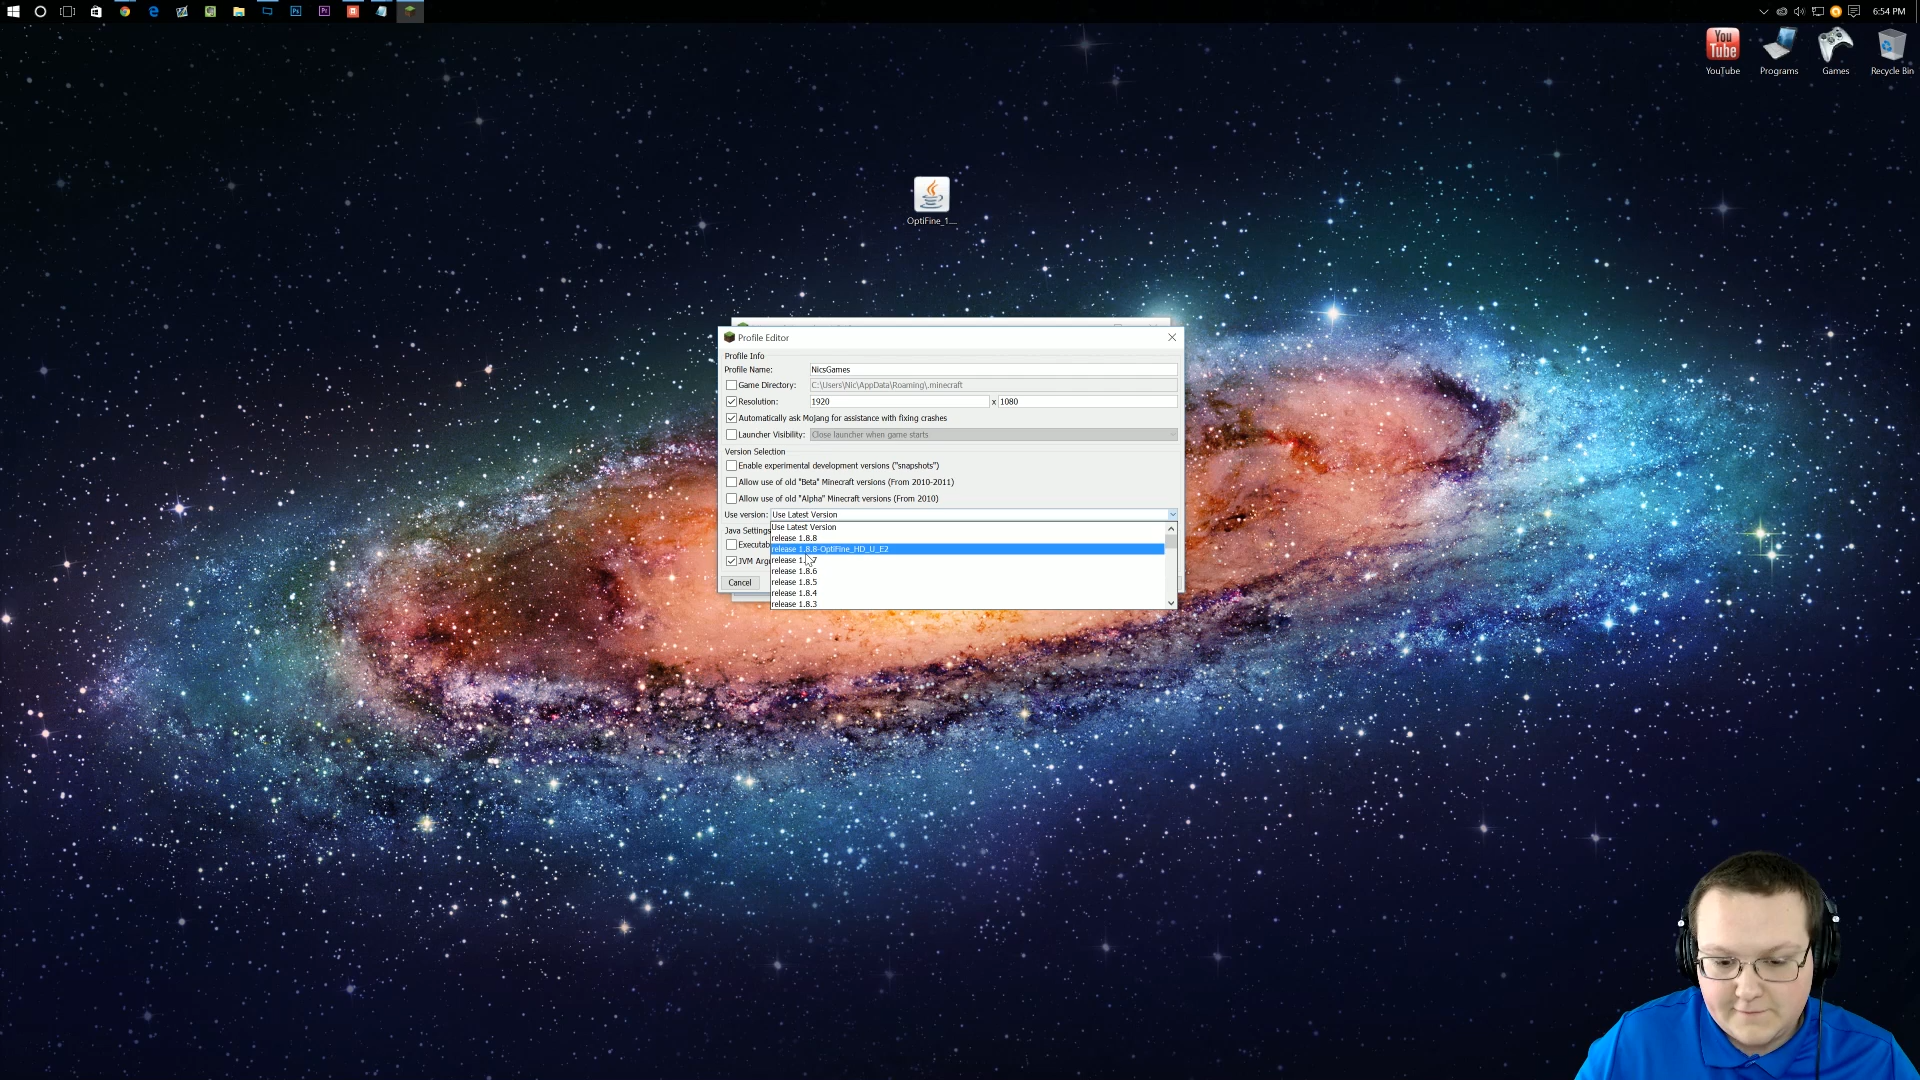 6:54 PM
You
Tube
YouTube
Programs
Games
Recycle Bin
OptiFine_1....
Profile Editor
Profile Info
Profile Name: NicsGames
Game Directory: C:\Users\Nic\AppData\Roaming\.minecraft
Resolution: 1920 x 1080
Automatically ask Mojang for assistance with fixing crashes
Launcher Visibility: Close launcher when game starts
Version Selection
Enable experimental development versions ("snapshots")
Allow use of old "Beta" Minecraft versions (From 2010-2011)
Allow use of old "Alpha" Minecraft versions (From 2010)
Use version: Use Latest Version
Use Latest Version
release 1.8.8
release 1.8.8-OptiFine_HD_U_E2
release 1.8.7
release 1.8.6
release 1.8.5
release 1.8.4
release 1.8.3
Java Settings
Cancel